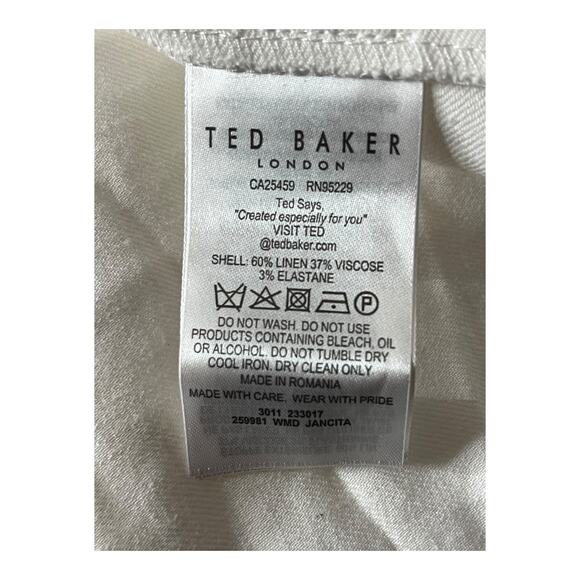 TED BAKER
LONDON
CA25459 RN95229
Ted Says,
"Created especially for you"
VISIT TED
@tedbaker.com
SHELL: 60% LINEN 37% VISCOSE
3% ELASTANE
P
DO NOT WASH. DO NOT USE
PRODUCTS CONTAINING BLEACH, OIL
OR ALCOHOL. DO NOT TUMBLE DRY
COOL IRON. DRY CLEAN ONLY
MADE IN ROMANIA
MADE WITH CARE, WEAR WITH PRIDE
3011 233017
259981 WMD JANCITA